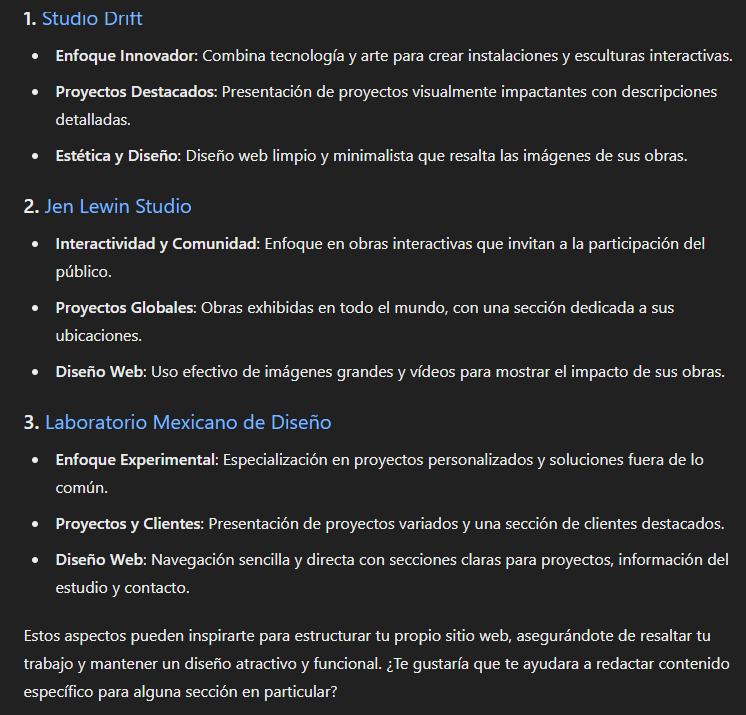 1. Studio Drift
• Enfoque Innovador: Combina tecnología y arte para crear instalaciones y esculturas interactivas.
• Proyectos Destacados: Presentación de proyectos visualmente impactantes con descripciones
detalladas.
• Estética y Diseño: Diseño web limpio y minimalista que resalta las imágenes de sus obras.
2. Jen Lewin Studio
• Interactividad y Comunidad: Enfoque en obras interactivas que invitan a la participación del
público.
• Proyectos Globales: Obras exhibidas en todo el mundo, con una sección dedicada a sus
ubicaciones.
• Diseño Web: Uso efectivo de imágenes grandes y vídeos para mostrar el impacto de sus obras.
3. Laboratorio Mexicano de Diseño
• Enfoque Experimental: Especialización en proyectos personalizados y soluciones fuera de lo
común.
• Proyectos y Clientes: Presentación de proyectos variados y una sección de clientes destacados.
• Diseño Web: Navegación sencilla y directa con secciones claras para proyectos, información del
estudio y contacto.
Estos aspectos pueden inspirarte para estructurar tu propio sitio web, asegurándote de resaltar tu
trabajo y mantener un diseño atractivo y funcional. ¿Te gustaría que te ayudara a redactar contenido
específico para alguna sección en particular?